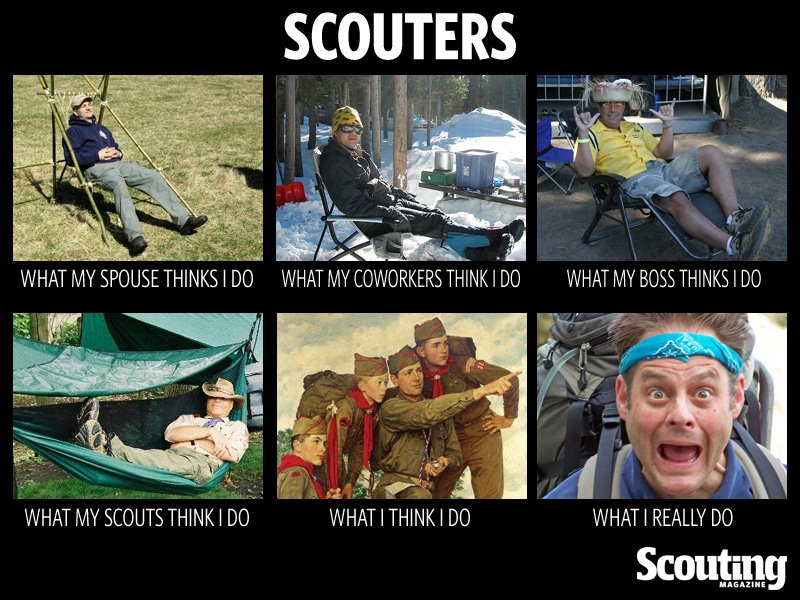 SCOUTERS
WHAT MY SPOUSE THINKS I DO
WHAT MY COWORKERS THINK I DO
WHAT MY BOSS THINKS I DO
WHAT MY SCOUTS THINK I DO
WHAT I THINK I DO
WHAT I REALLY DO
Scouting
MAGAZINE